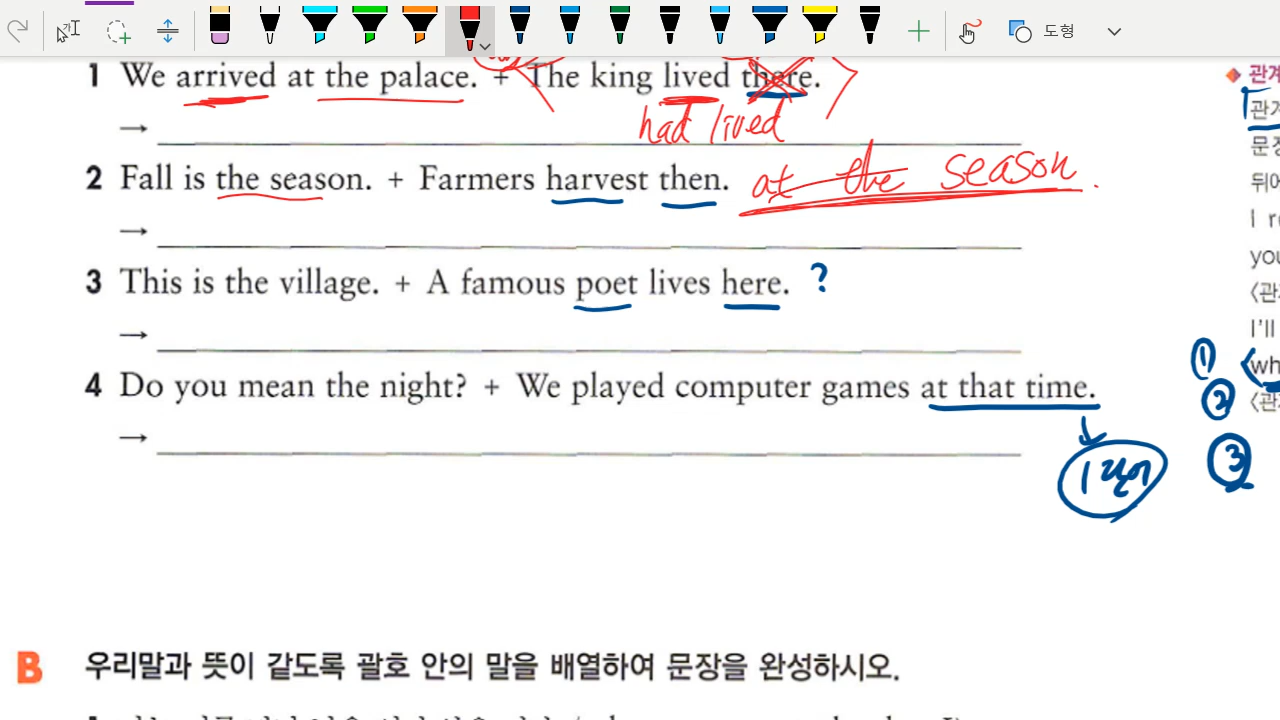 도형
1 We arrived at the palace. + The king lived there.
→ had lived
2 Fall is the season. + Farmers harvest then. at the season.
→
3 This is the village. + A famous poet lives here. ?
→
4 Do you mean the night? + We played computer games at that time.
→
1단어
관계
관계
문장
뒤에
I
you
〈관
I'll
① wh
② 〈관
③
B 우리말과 뜻이 같도록 괄호 안의 말을 배열하여 문장을 완성하시오.